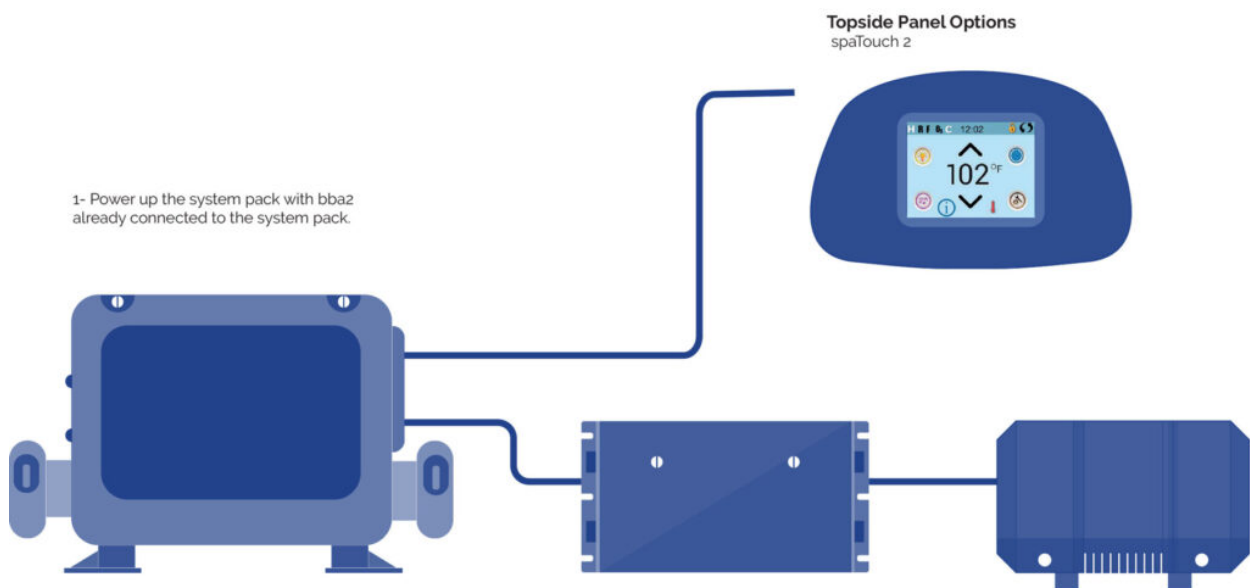 Topside Panel Options
spaTouch 2
12:02
102°F
1- Power up the system pack with bba2
already connected to the system pack.